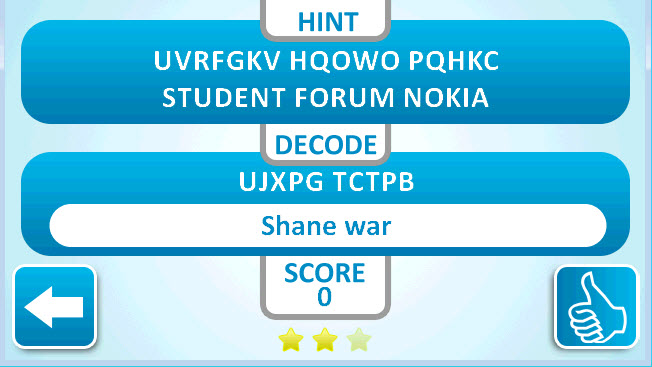 HINT
UVRFGKV HQOWO PQHKC
STUDENT FORUM NOKIA
DECODE
UJXPG TCTPB
Shane war
SCORE
0